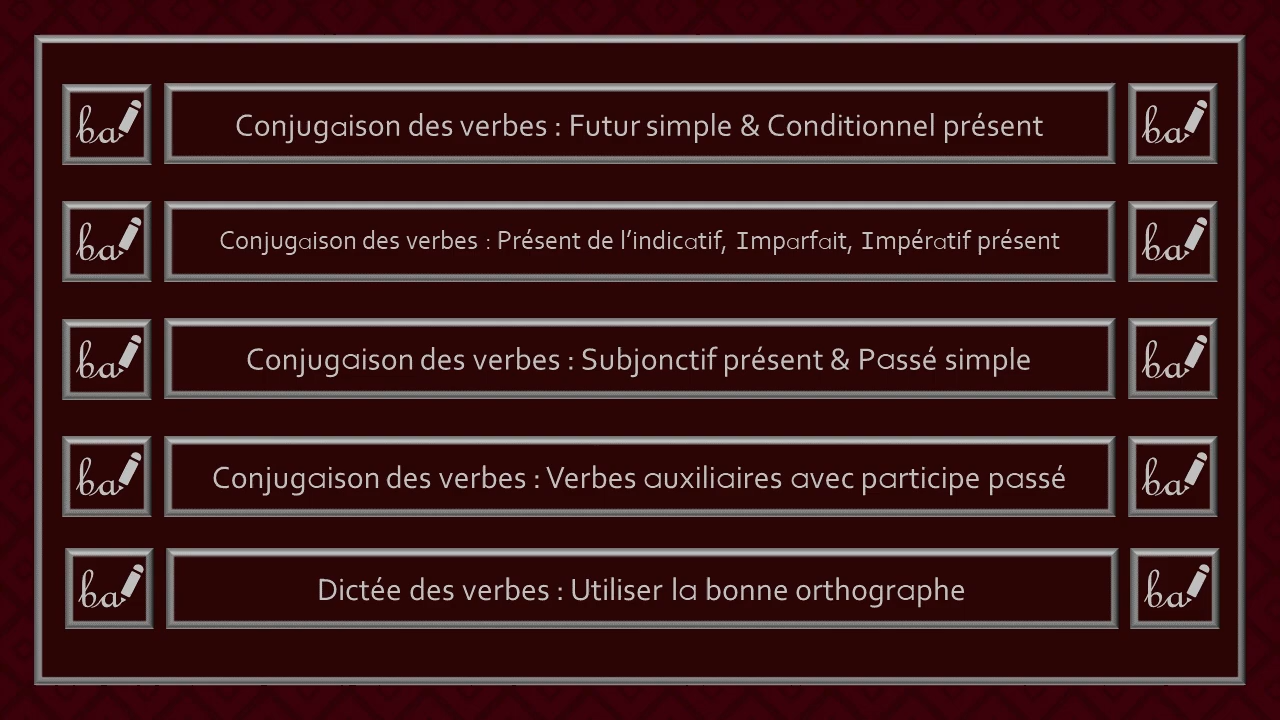 ba Conjugaison des verbes : Futur simple & Conditionnel présent ba
ba Conjugaison des verbes : Présent de l’indicatif, Imparfait, Impératif présent ba
ba Conjugaison des verbes : Subjonctif présent & Passé simple ba
ba Conjugaison des verbes : Verbes auxiliaires avec participe passé ba
ba Dictée des verbes : Utiliser la bonne orthographe ba